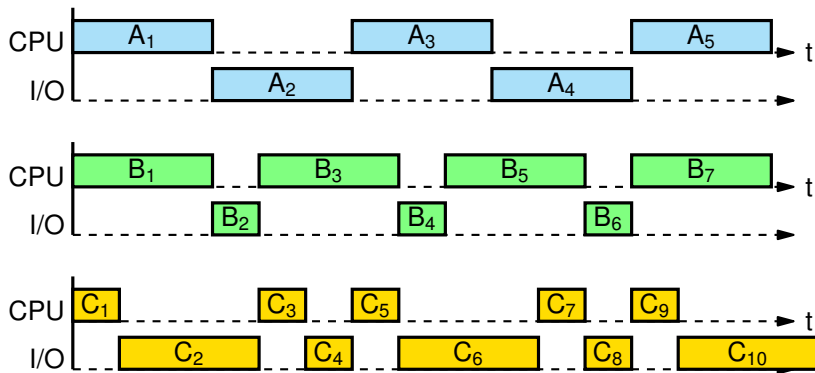 CPU A₁ A₃ A₅ t
I/O A₂ A₄
CPU B₁ B₃ B₅ B₇ t
I/O B₂ B₄ B₆
CPU C₁ C₃ C₅ C₇ C₉ t
I/O C₂ C₄ C₆ C₈ C₁₀